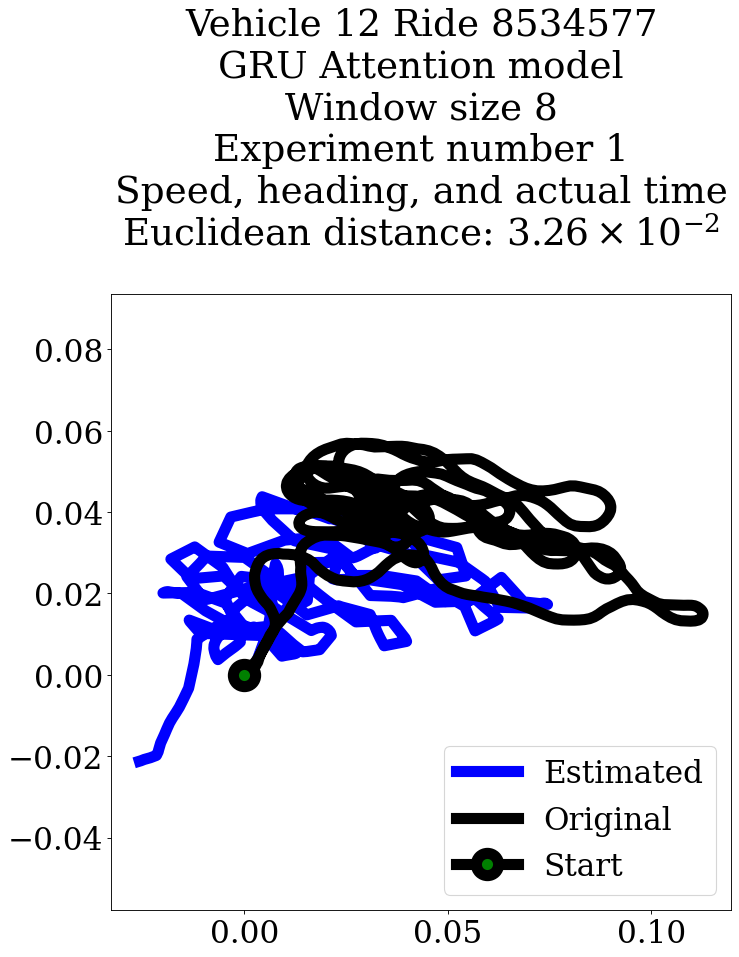 Vehicle 12 Ride 8534577
GRU Attention model
Window size 8
Experiment number 1
Speed, heading, and actual time
Euclidean distance: 3.26 × 10⁻²
0.08
0.06
0.04
0.02
0.00
−0.02
−0.04
Estimated
Original
Start
0.00 0.05 0.10